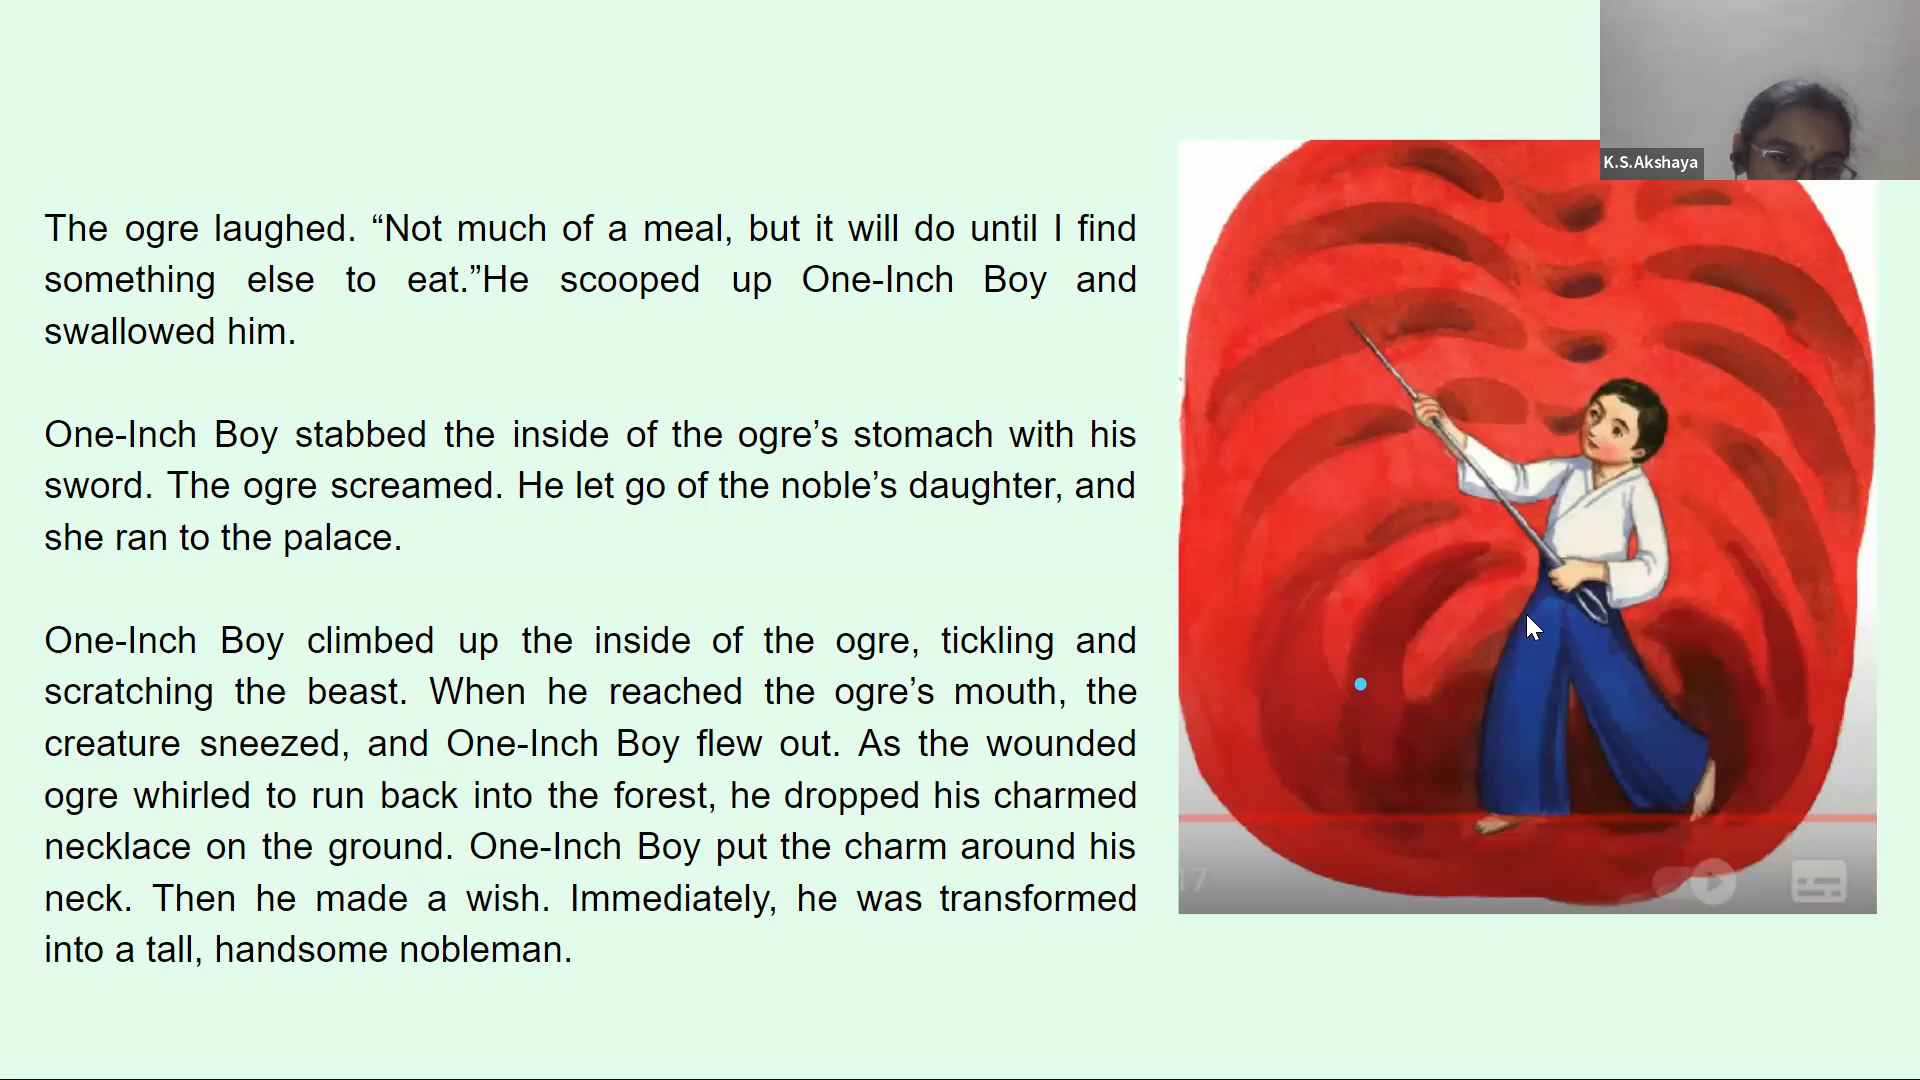 K.S.Akshaya
The ogre laughed. “Not much of a meal, but it will do until I find
something else to eat.”He scooped up One-Inch Boy and
swallowed him.
One-Inch Boy stabbed the inside of the ogre’s stomach with his
sword. The ogre screamed. He let go of the noble’s daughter, and
she ran to the palace.
One-Inch Boy climbed up the inside of the ogre, tickling and
scratching the beast. When he reached the ogre’s mouth, the
creature sneezed, and One-Inch Boy flew out. As the wounded
ogre whirled to run back into the forest, he dropped his charmed
necklace on the ground. One-Inch Boy put the charm around his
neck. Then he made a wish. Immediately, he was transformed
into a tall, handsome nobleman.
17